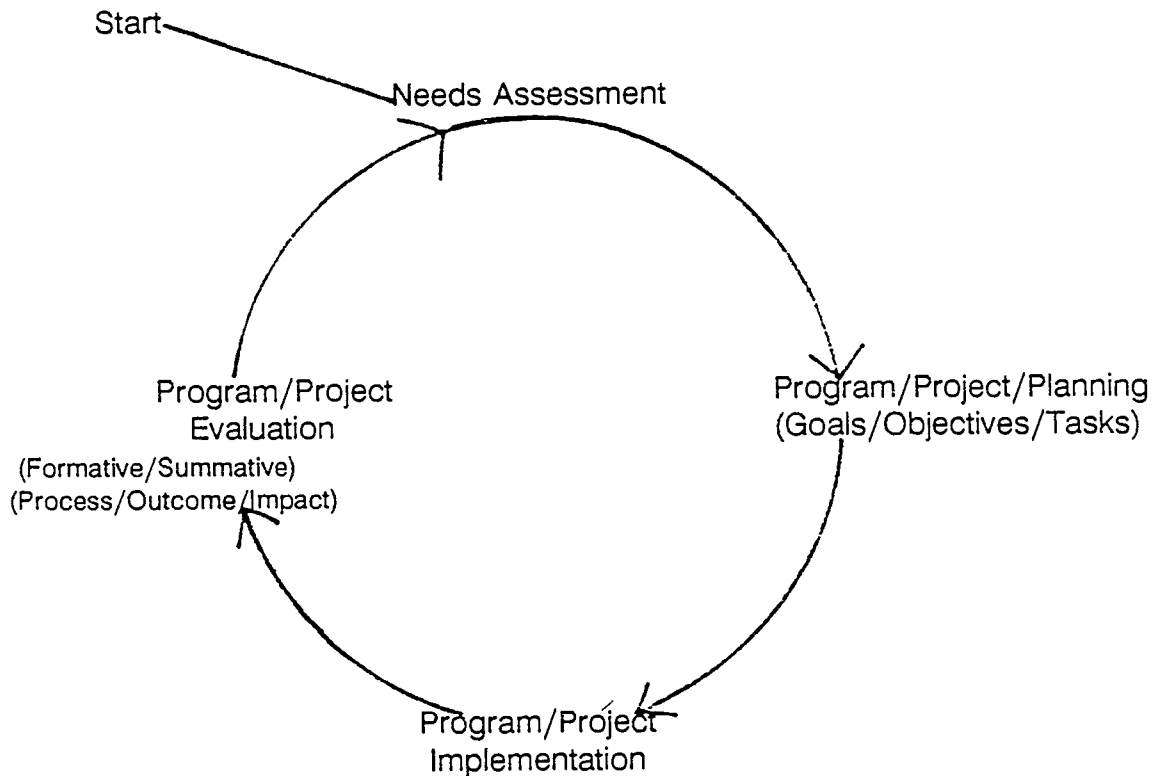 Start
Needs Assessment
Program/Project/Planning
(Goals/Objectives/Tasks)
Program/Project
Implementation
Program/Project
Evaluation
(Formative/Summative)
(Process/Outcome/Impact)